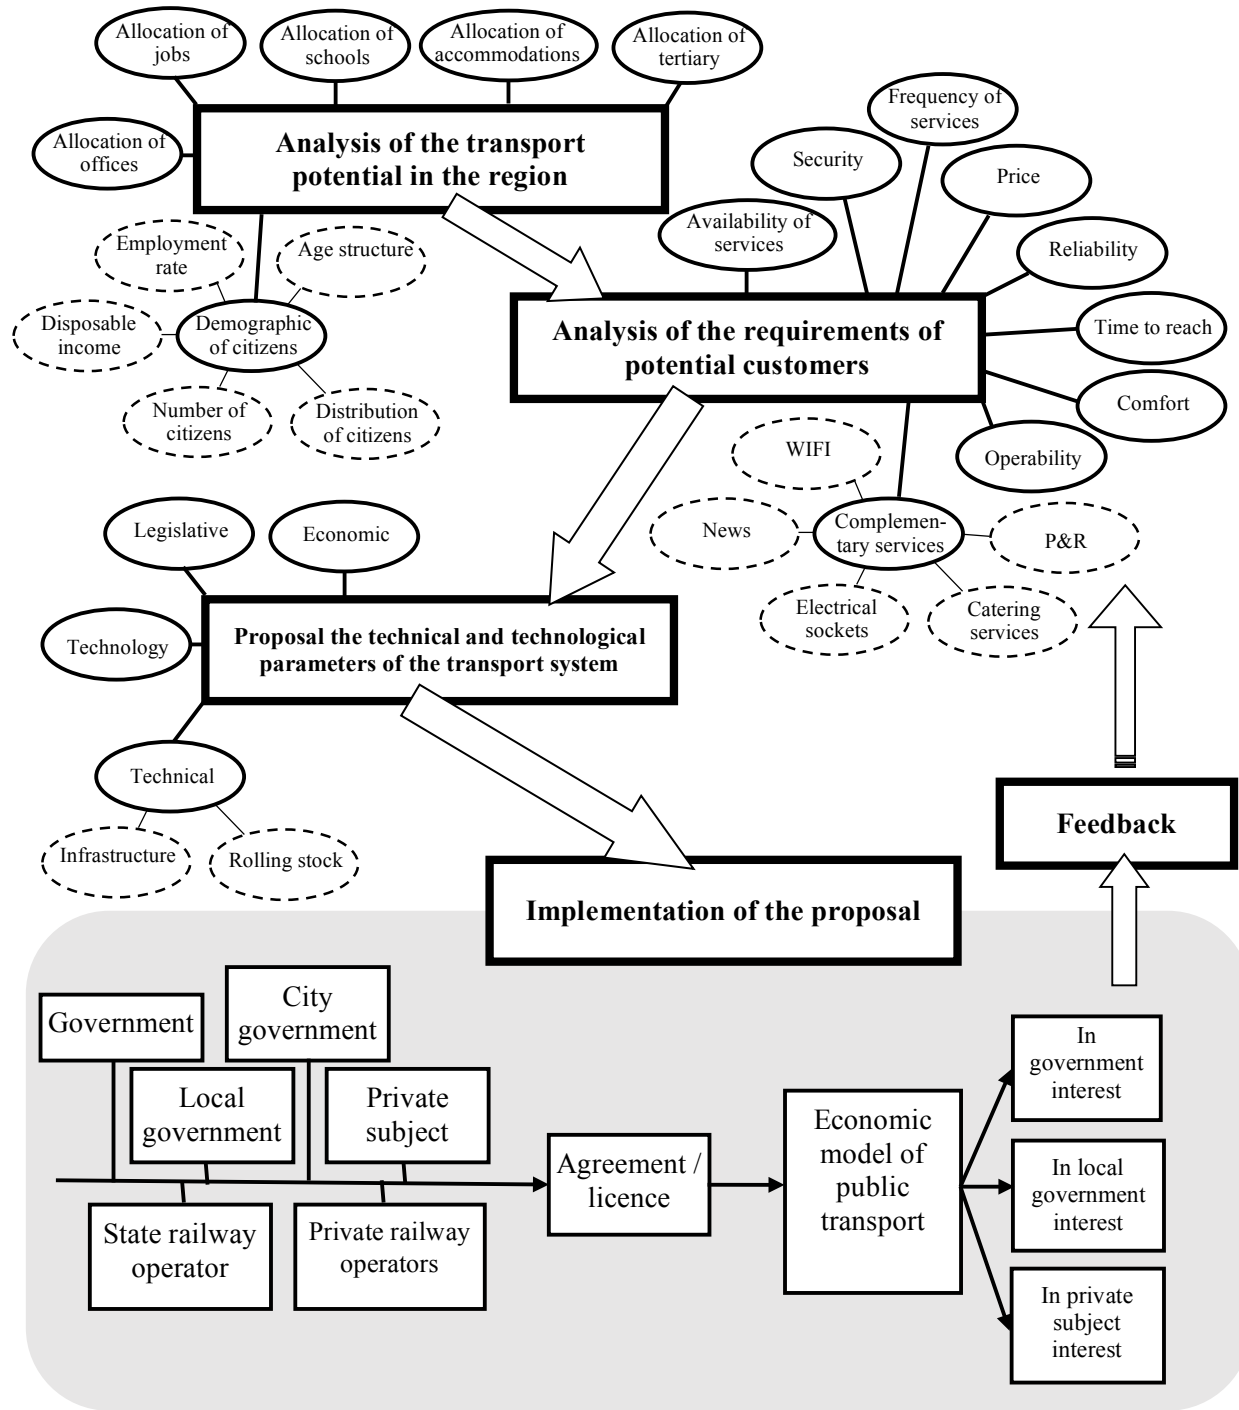 Allocation of
jobs
Allocation of
schools
Allocation of
accommodations
Allocation of
tertiary
Allocation of
offices
Analysis of the transport
potential in the region
Frequency of
services
Security
Price
Availability of
services
Reliability
Time to reach
Comfort
Operability
Employment
rate
Age structure
Disposable
income
Demographic
of citizens
Number of
citizens
Distribution
of citizens
Analysis of the requirements of
potential customers
WIFI
News
Complemen-
tary services
P&R
Electrical
sockets
Catering
services
Legislative
Economic
Technology
Proposal the technical and technological
parameters of the transport system
Technical
Infrastructure
Rolling stock
Feedback
Implementation of the proposal
Government
City
government
Local
government
Private
subject
State railway
operator
Private railway
operators
Agreement /
licence
Economic
model of
public
transport
In
government
interest
In local
government
interest
In private
subject
interest